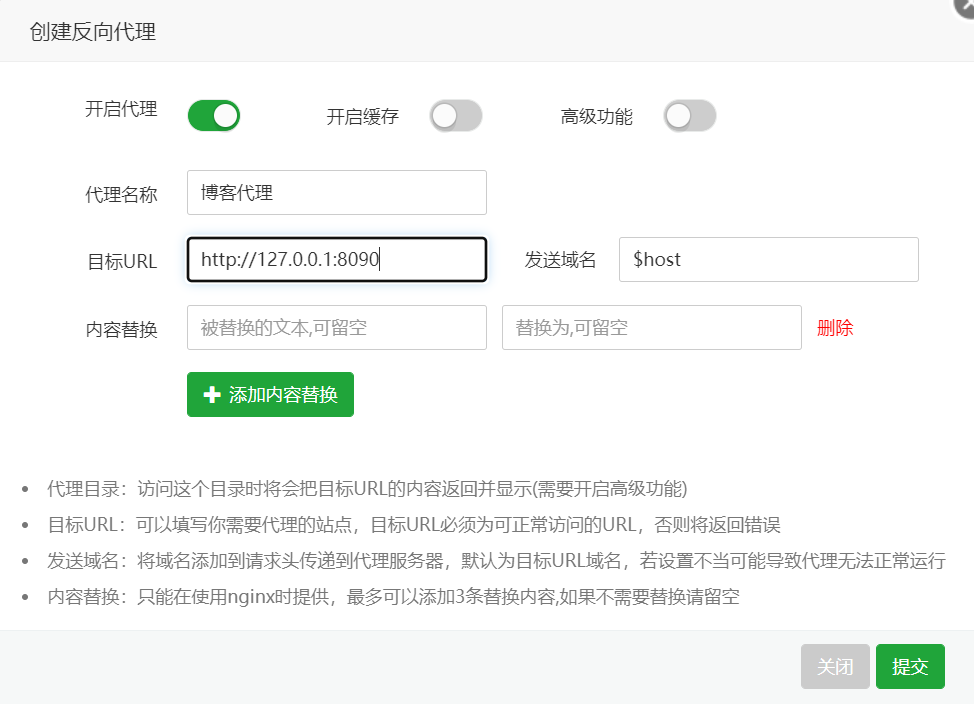 创建反向代理
开启代理 开启缓存 高级功能
代理名称 博客代理
目标URL http://127.0.0.1:8090 发送域名 $host
内容替换 被替换的文本,可留空 替换为,可留空 删除
添加内容替换
代理目录：访问这个目录时将会把目标URL的内容返回并显示(需要开启高级功能)
目标URL：可以填写你需要代理的站点，目标URL必须为可正常访问的URL，否则将返回错误
发送域名：将域名添加到请求头传递到代理服务器，默认为目标URL域名，若设置不当可能导致代理无法正常运行
内容替换：只能在使用nginx时提供，最多可以添加3条替换内容,如果不需要替换请留空
关闭 提交